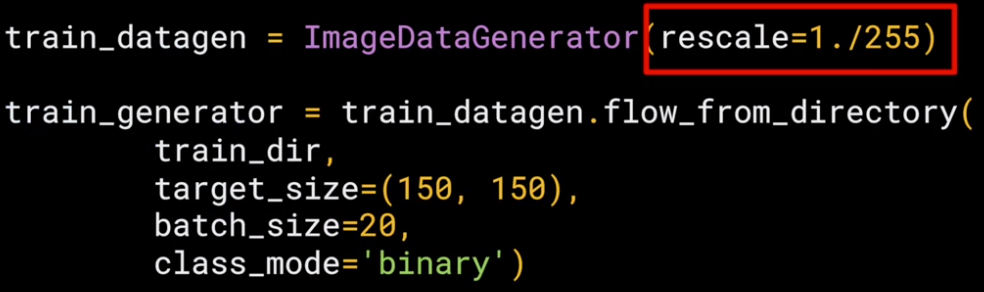 train_datagen = ImageDataGenerator(rescale=1./255)
train_generator = train_datagen.flow_from_directory(
train_dir,
target_size=(150, 150),
batch_size=20,
class_mode='binary')